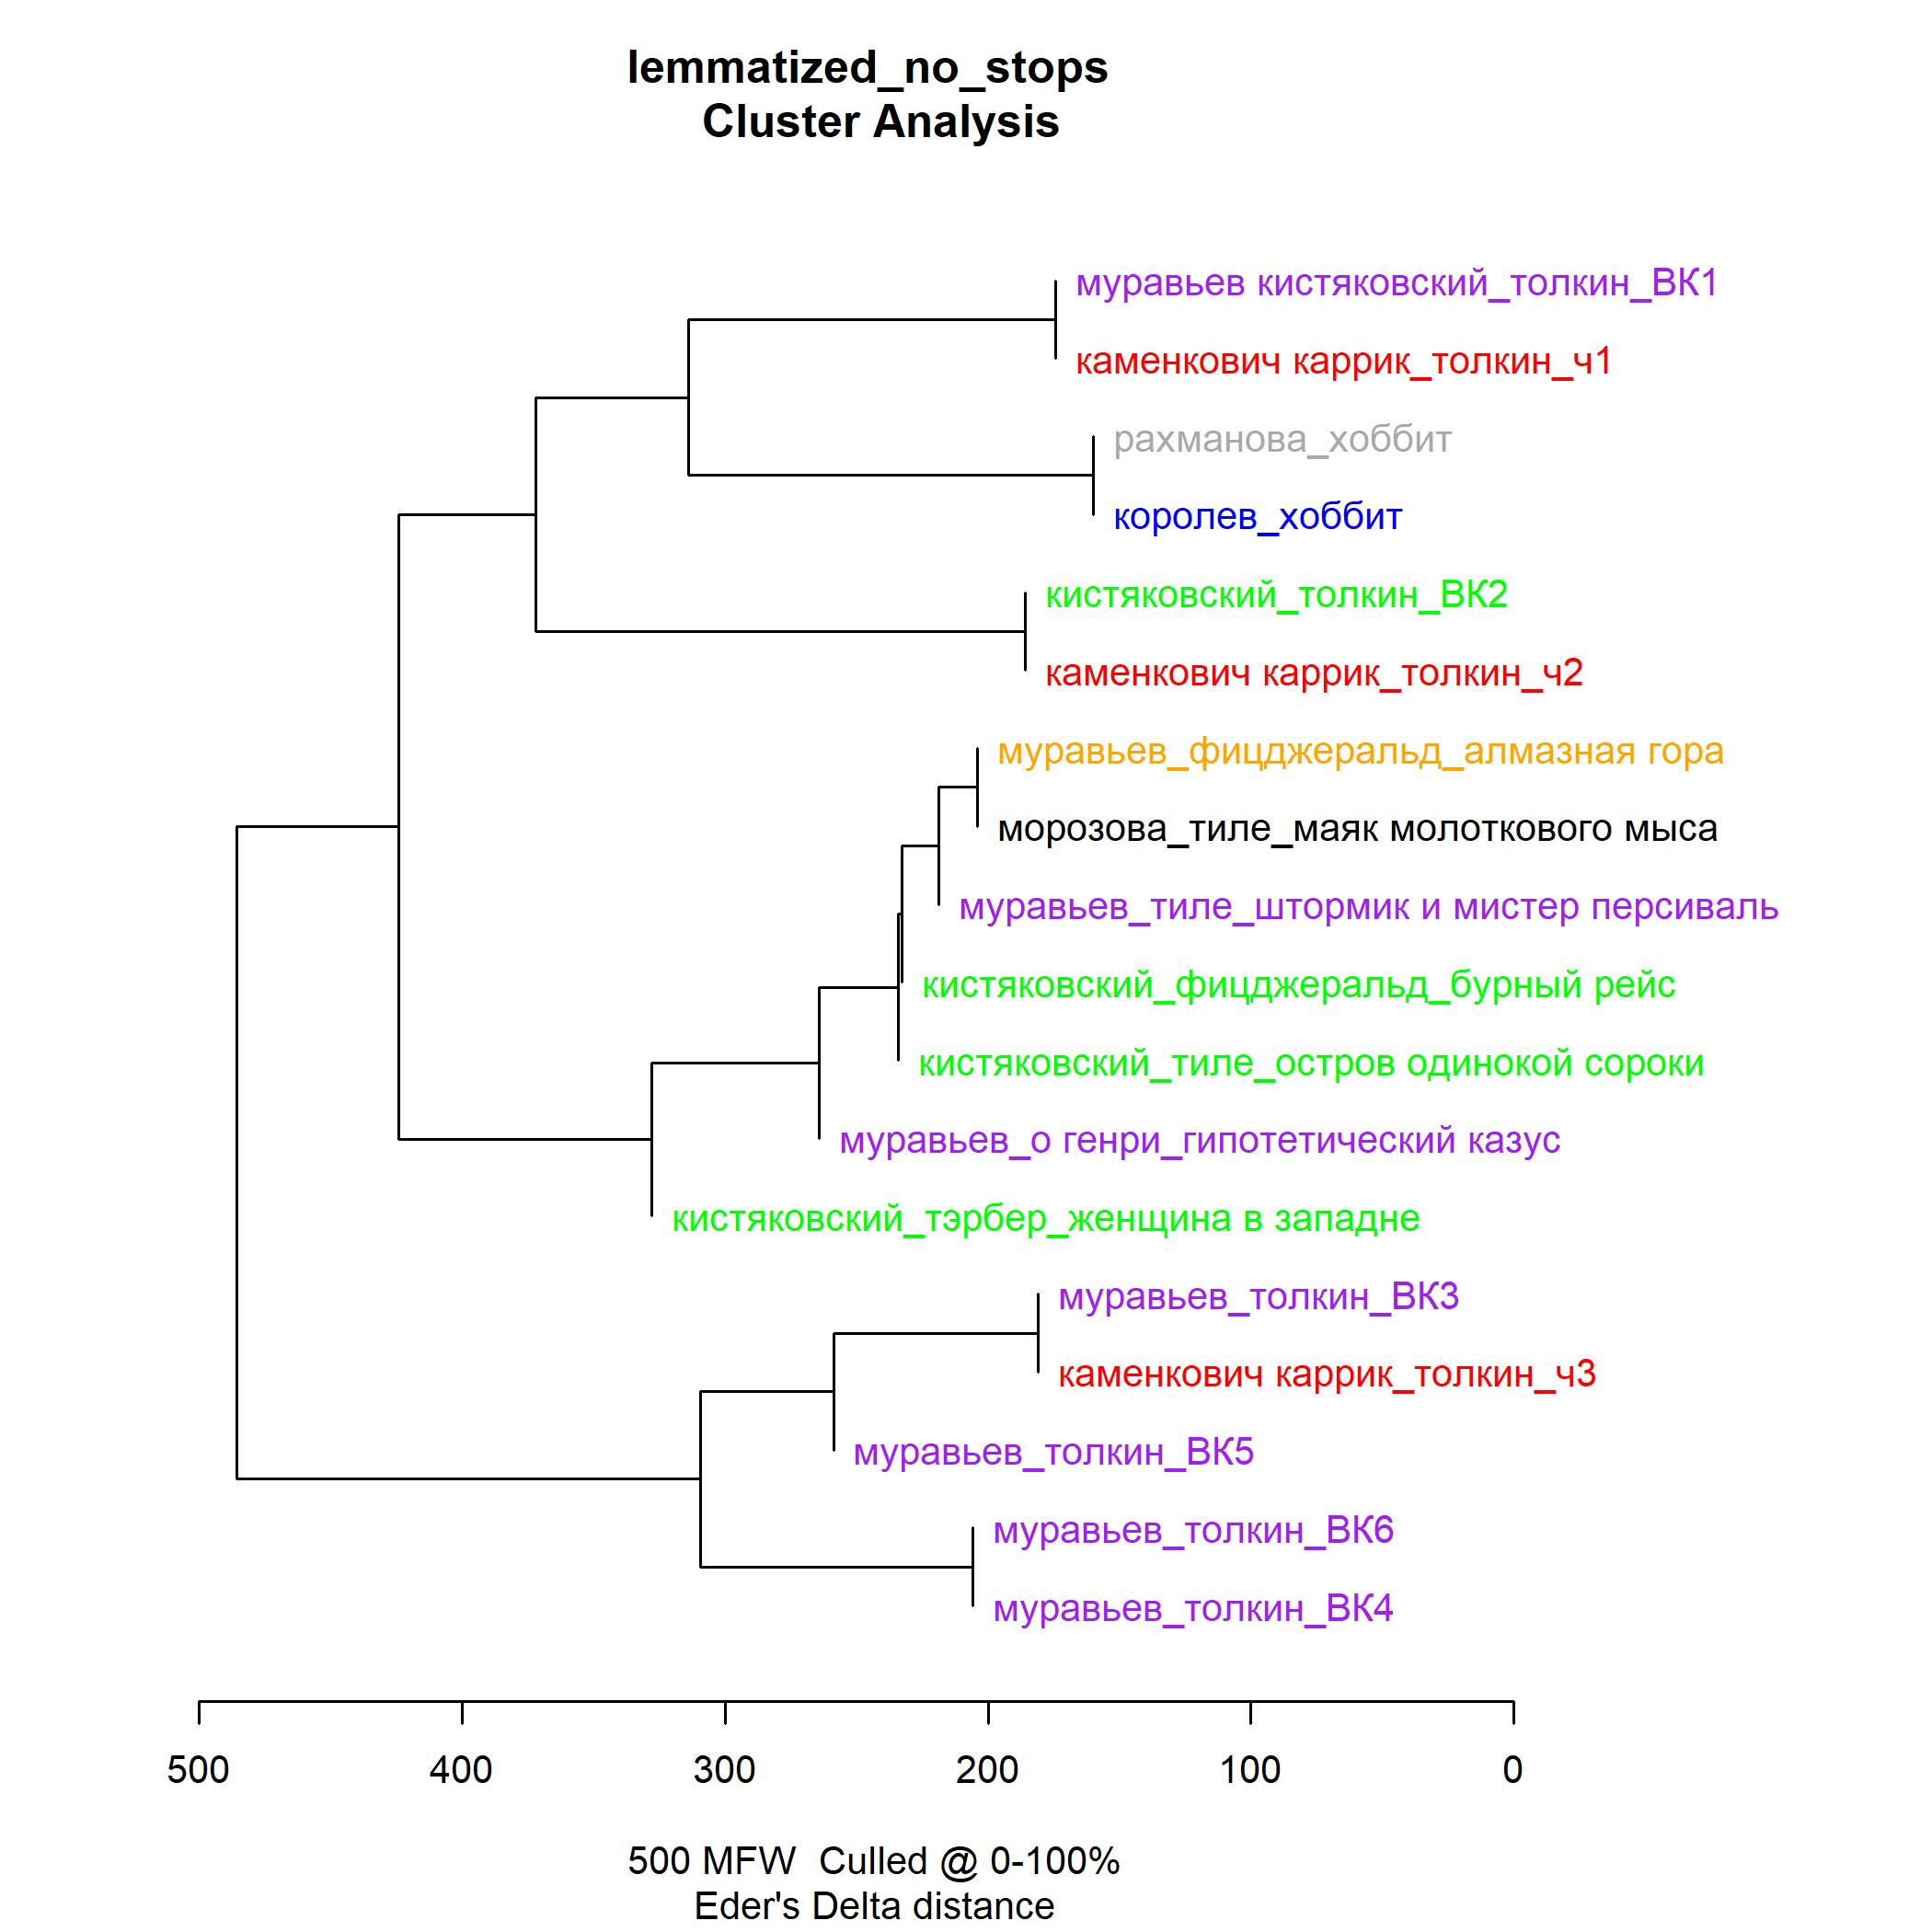 lemmatized_no_stops
Cluster Analysis
муравьев кистяковский_толкин_ВК1
каменкович каррик_толкин_ч1
рахманова_хоббит
королев_хоббит
кистяковский_толкин_ВК2
каменкович каррик_толкин_ч2
муравьев_фицджеральд_алмазная гора
морозова_тиле_маяк молоткового мыса
муравьев_тиле_штормик и мистер персиваль
кистяковский_фицджеральд_бурный рейс
кистяковский_тиле_остров одинокой сороки
муравьев_о генри_гипотетический казус
кистяковский_тэрбер_женщина в западне
муравьев_толкин_ВК3
каменкович каррик_толкин_ч3
муравьев_толкин_ВК5
муравьев_толкин_ВК6
муравьев_толкин_ВК4
500 400 300 200 100 0
500 MFW  Culled @ 0-100%
Eder's Delta distance